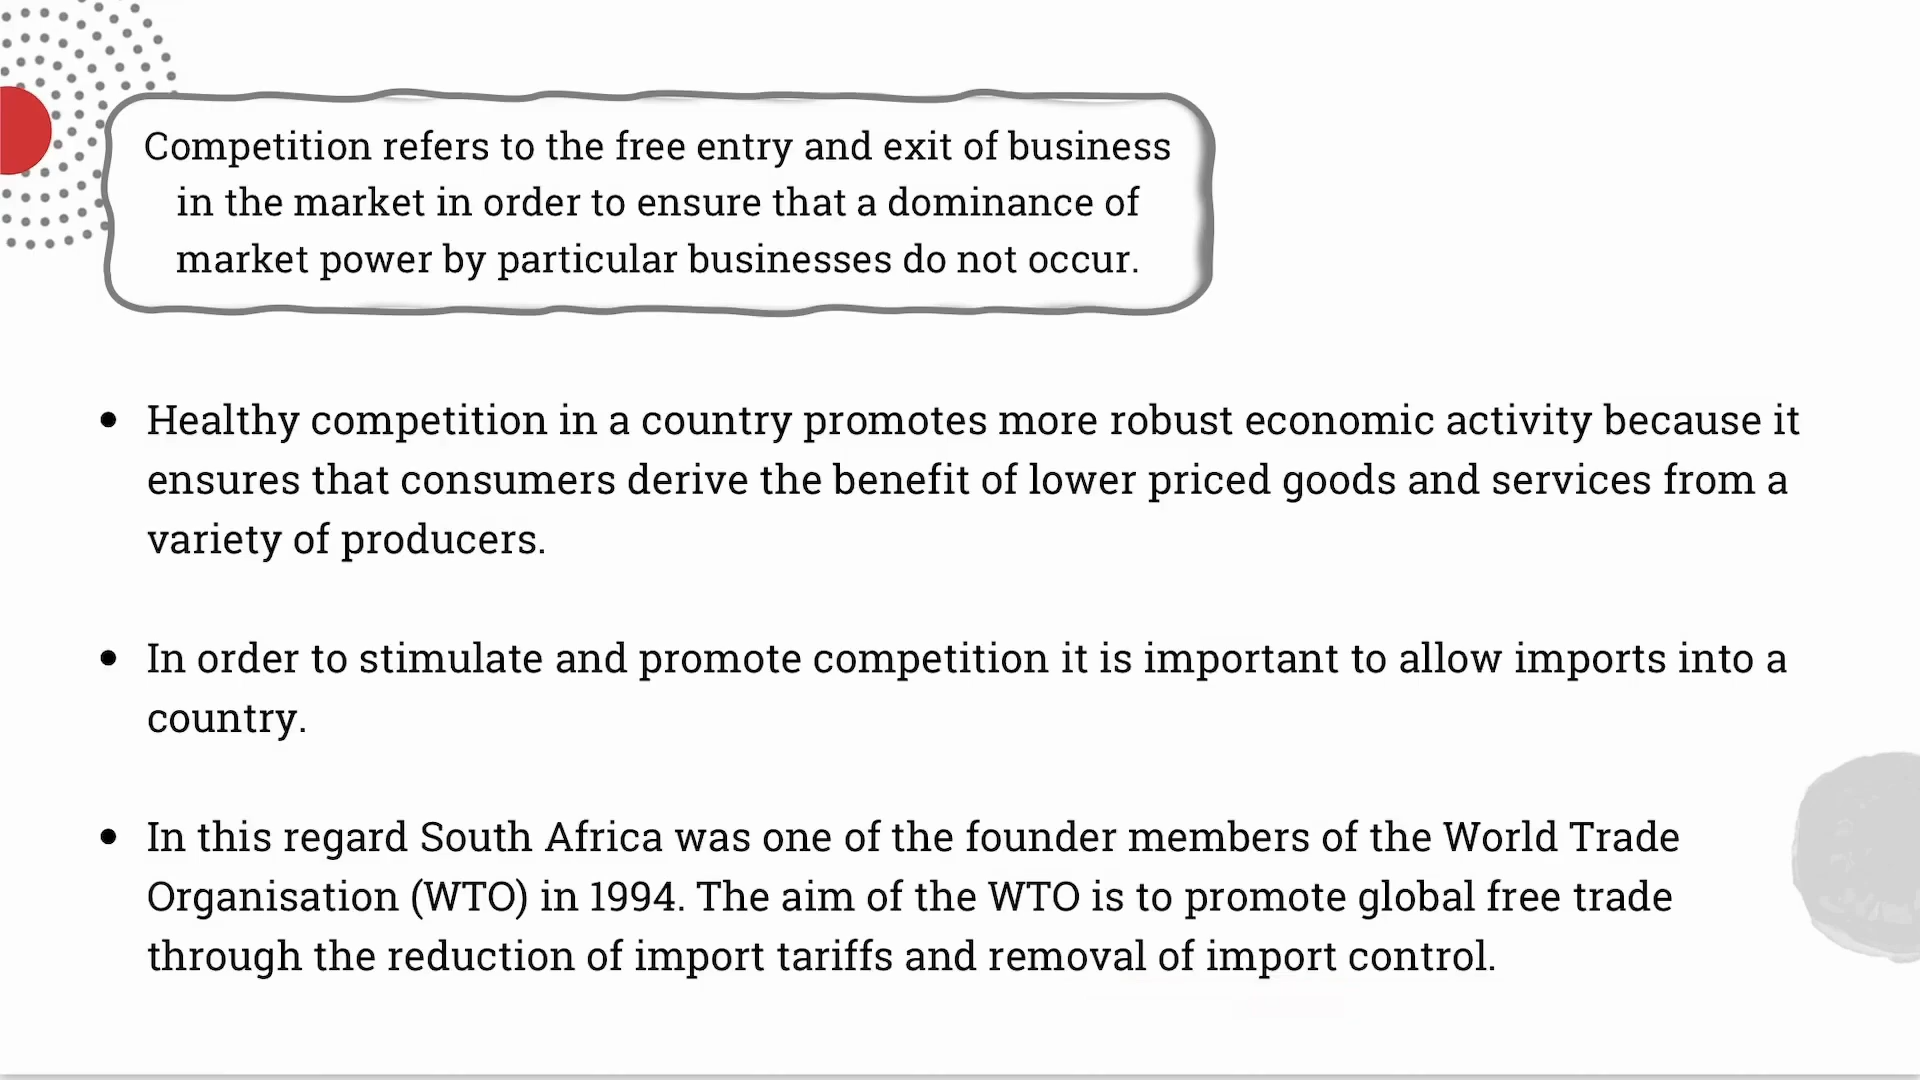 Competition refers to the free entry and exit of business
in the market in order to ensure that a dominance of
market power by particular businesses do not occur.
• Healthy competition in a country promotes more robust economic activity because it
ensures that consumers derive the benefit of lower priced goods and services from a
variety of producers.
• In order to stimulate and promote competition it is important to allow imports into a
country.
• In this regard South Africa was one of the founder members of the World Trade
Organisation (WTO) in 1994. The aim of the WTO is to promote global free trade
through the reduction of import tariffs and removal of import control.